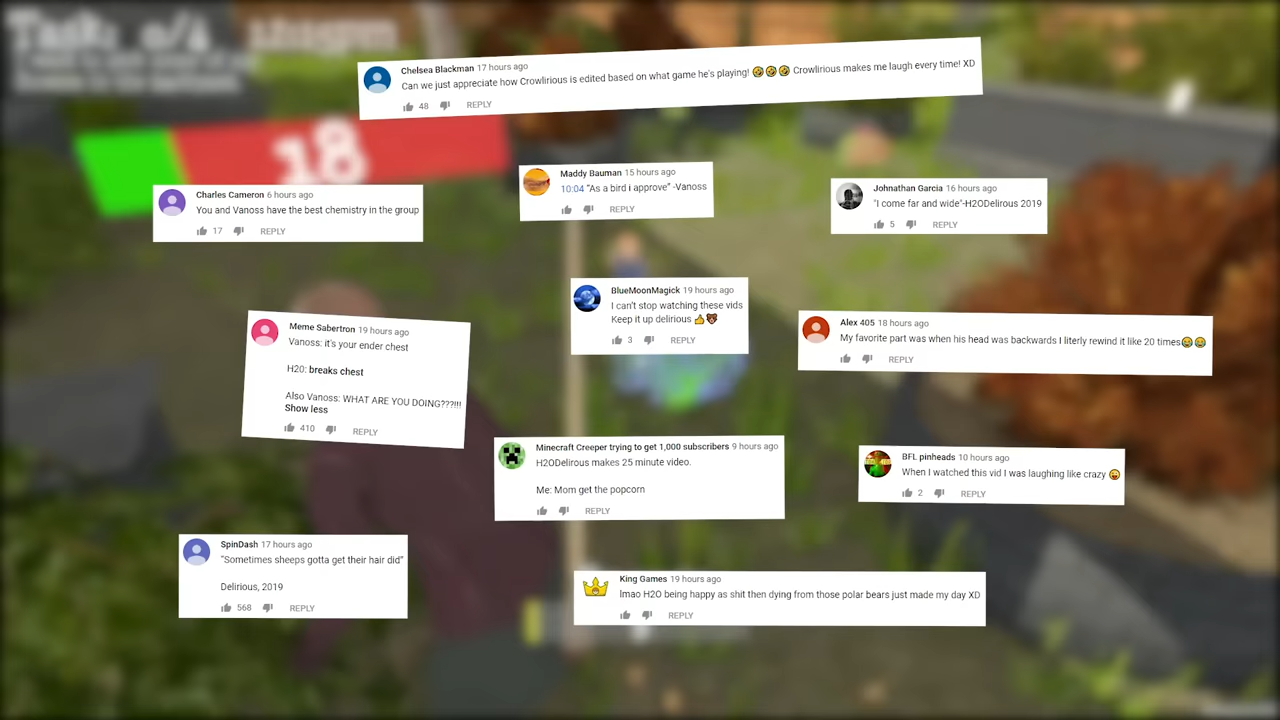 Task: 0/4
18
Chelsea Blackman 17 hours ago
Can we just appreciate how Crowlirious is edited based on what game he's playing! 🤣🤣🤣 Crowlirious makes me laugh every time! XD
48 REPLY
Maddy Bauman 15 hours ago
10:04 “As a bird i approve” -Vanoss
REPLY
Charles Cameron 6 hours ago
You and Vanoss have the best chemistry in the group
17 REPLY
Johnathan Garcia 16 hours ago
"I come far and wide"-H2ODelirous 2019
5 REPLY
BlueMoonMagick 19 hours ago
I can't stop watching these vids
Keep it up delirious 👍🐻
3 REPLY
Meme Sabertron 19 hours ago
Vanoss: it's your ender chest
H20: breaks chest
Also Vanoss: WHAT ARE YOU DOING???!!!
Show less
410 REPLY
Alex 405 18 hours ago
My favorite part was when his head was backwards I literly rewind it like 20 times😂😂
REPLY
Minecraft Creeper trying to get 1,000 subscribers 9 hours ago
H2ODelirous makes 25 minute video.
Me: Mom get the popcorn
REPLY
BFL pinheads 10 hours ago
When I watched this vid I was laughing like crazy 😜
2 REPLY
SpinDash 17 hours ago
"Sometimes sheeps gotta get their hair did"
Delirious, 2019
568 REPLY
King Games 19 hours ago
lmao H2O being happy as shit then dying from those polar bears just made my day XD
REPLY